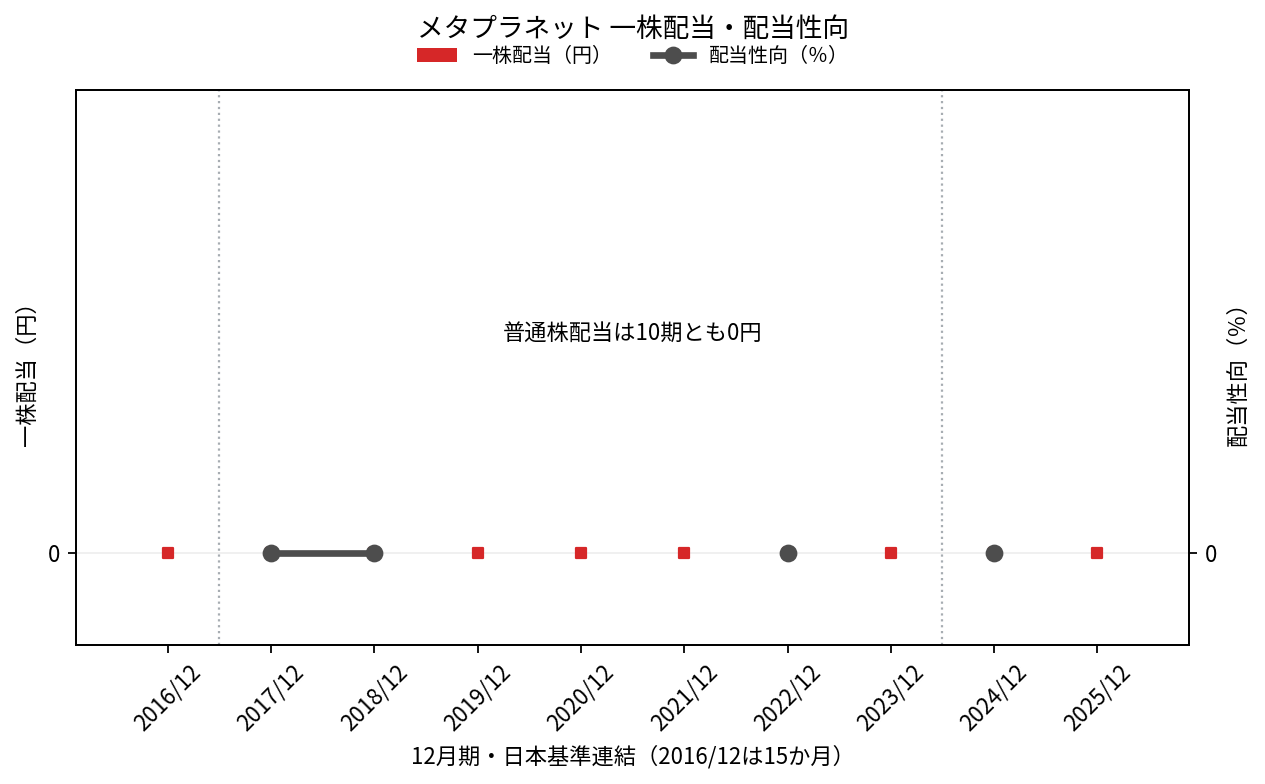 メタプラネット 一株配当・配当性向
一株配当（円） 配当性向（%）
一株配当（円）
普通株配当は10期とも0円
配当性向（%）
0 0
2016/12 2017/12 2018/12 2019/12 2020/12 2021/12 2022/12 2023/12 2024/12 2025/12
12月期・日本基準連結（2016/12は15か月）